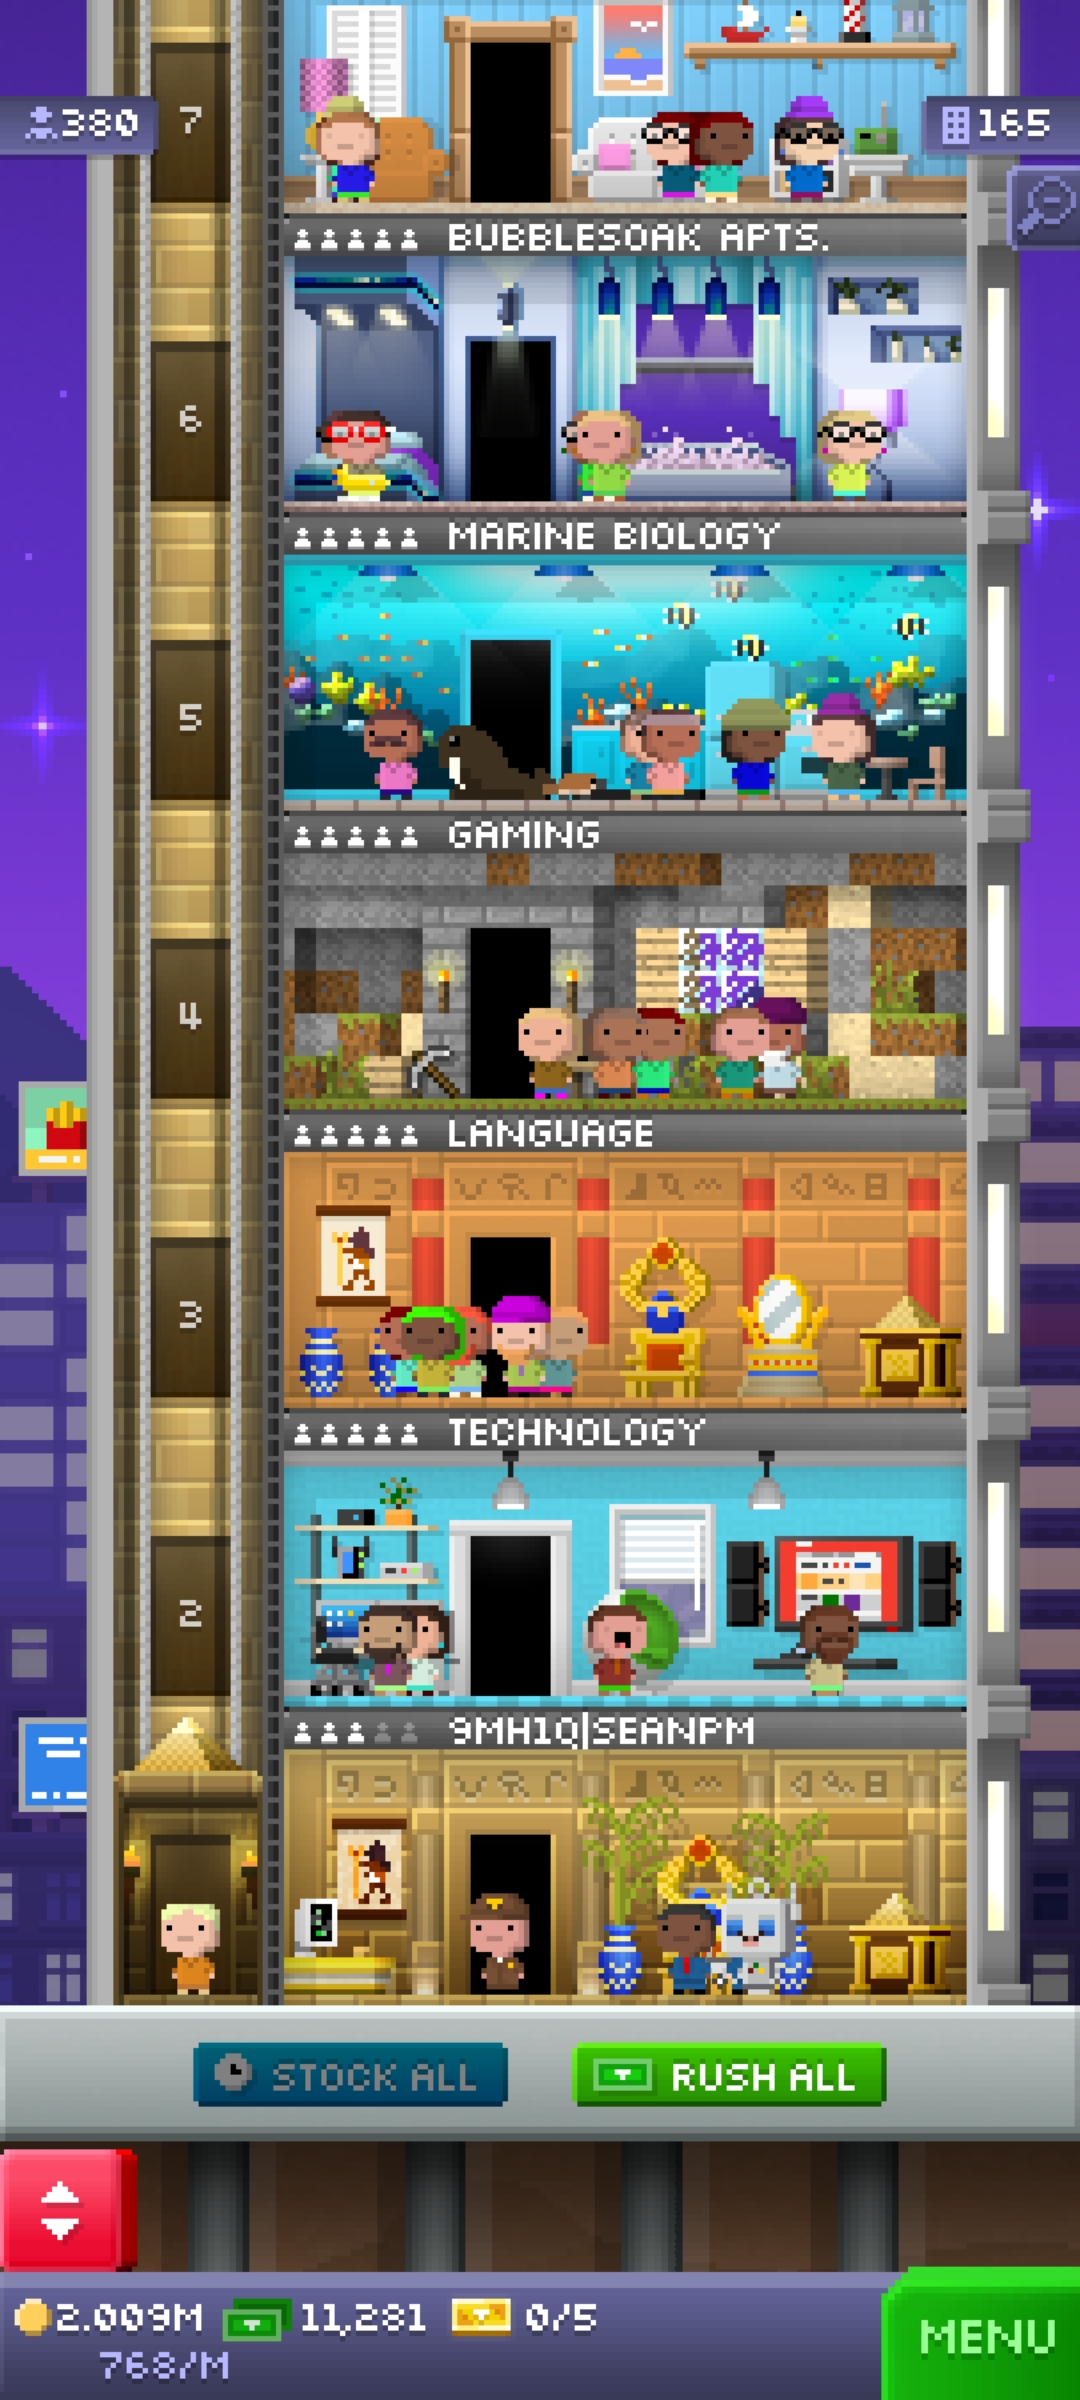 380
7
165
BUBBLESOAK APTS.
6
MARINE BIOLOGY
5
GAMING
4
LANGUAGE
3
TECHNOLOGY
2
9MH1Q|SEANPM
STOCK ALL
RUSH ALL
2.009M
11,281
0/5
768/M
MENU